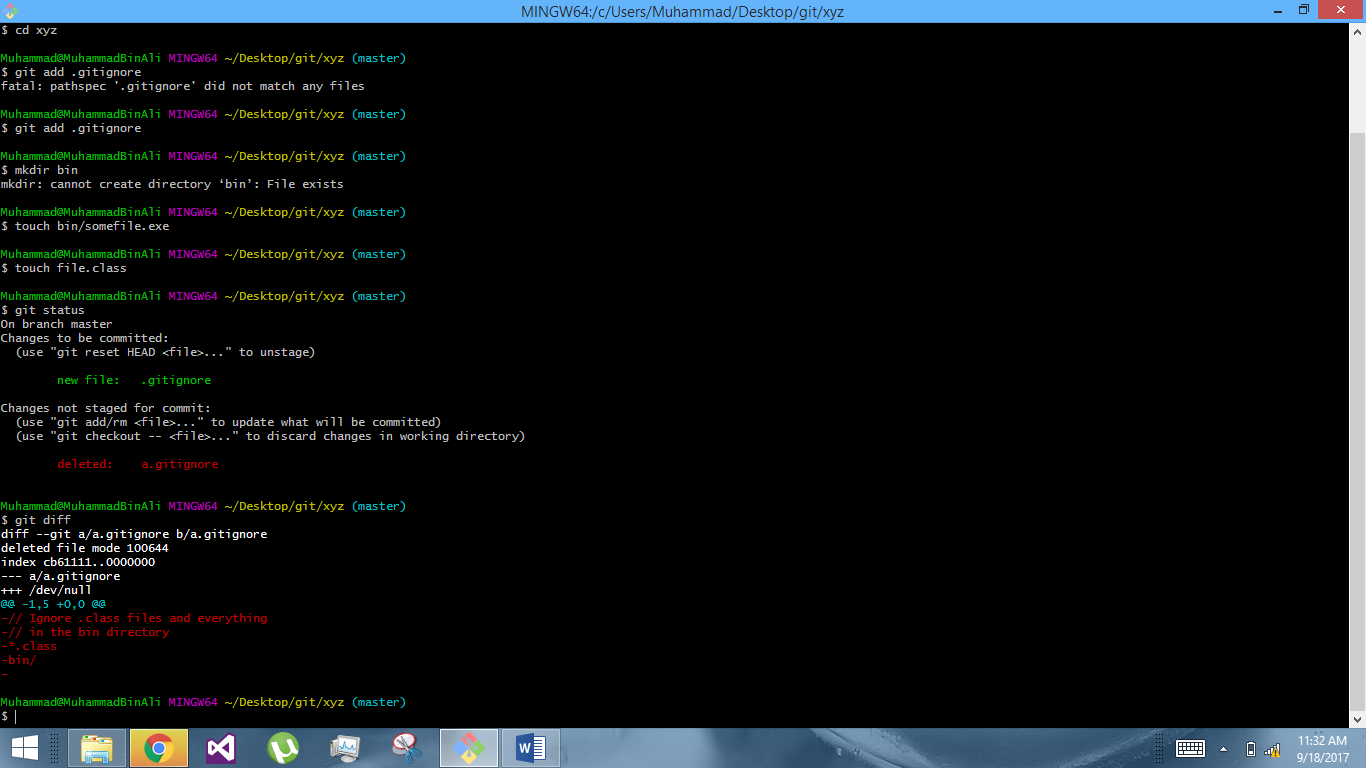 MINGW64:/c/Users/Muhammad/Desktop/git/xyz
$ cd xyz
Muhammad@MuhammadBinAli MINGW64 ~/Desktop/git/xyz (master)
$ git add .gitignore
fatal: pathspec '.gitignore' did not match any files
Muhammad@MuhammadBinAli MINGW64 ~/Desktop/git/xyz (master)
$ git add .gitignore
Muhammad@MuhammadBinAli MINGW64 ~/Desktop/git/xyz (master)
$ mkdir bin
mkdir: cannot create directory ‘bin’: File exists
Muhammad@MuhammadBinAli MINGW64 ~/Desktop/git/xyz (master)
$ touch bin/somefile.exe
Muhammad@MuhammadBinAli MINGW64 ~/Desktop/git/xyz (master)
$ touch file.class
Muhammad@MuhammadBinAli MINGW64 ~/Desktop/git/xyz (master)
$ git status
On branch master
Changes to be committed:
  (use "git reset HEAD <file>..." to unstage)
        new file:   .gitignore
Changes not staged for commit:
  (use "git add/rm <file>..." to update what will be committed)
  (use "git checkout -- <file>..." to discard changes in working directory)
        deleted:    a.gitignore
Muhammad@MuhammadBinAli MINGW64 ~/Desktop/git/xyz (master)
$ git diff
diff --git a/a.gitignore b/a.gitignore
deleted file mode 100644
index cb61111..0000000
--- a/a.gitignore
+++ /dev/null
@@ -1,5 +0,0 @@
-// Ignore .class files and everything
-// in the bin directory
-*.class
-bin/
-
Muhammad@MuhammadBinAli MINGW64 ~/Desktop/git/xyz (master)
$
11:32 AM
9/18/2017